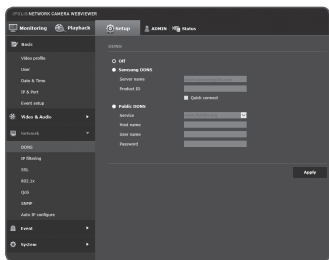 iPOLIS NETWORK CAMERA WEBVIEWER
Monitoring
Playback
Setup
ADMIN
Status
Basic
Video profile
User
Date & Time
IP & Port
Event setup
Video & Audio
Network
DDNS
IP filtering
SSL
802.1x
QoS
SNMP
Auto IP configure
Event
System
DDNS
Off
Samsung DDNS
Server name
Product ID
Quick connect
Public DDNS
Service
Host name
User name
Password
Apply